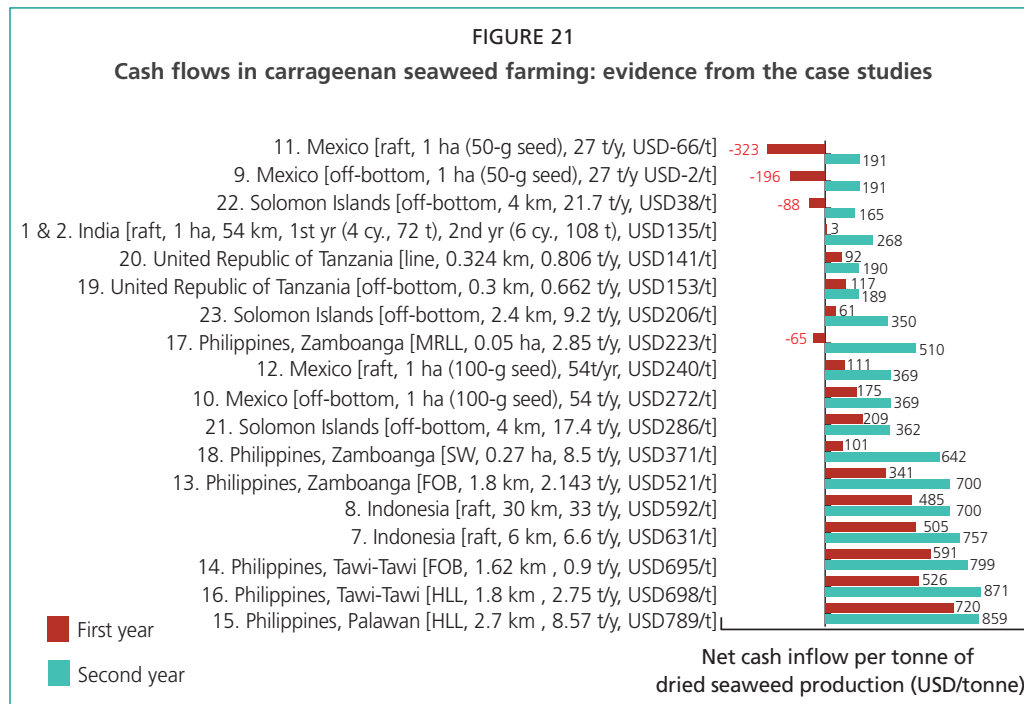 FIGURE 21
Cash flows in carrageenan seaweed farming: evidence from the case studies
11. Mexico [raft, 1 ha (50-g seed), 27 t/y, USD-66/t] -323 191
9. Mexico [off-bottom, 1 ha (50-g seed), 27 t/y USD-2/t] -196 191
22. Solomon Islands [off-bottom, 4 km, 21.7 t/y, USD38/t] -88 165
1 & 2. India [raft, 1 ha, 54 km, 1st yr (4 cy., 72 t), 2nd yr (6 cy., 108 t), USD135/t] 3 268
20. United Republic of Tanzania [line, 0.324 km, 0.806 t/y, USD141/t] 92 190
19. United Republic of Tanzania [off-bottom, 0.3 km, 0.662 t/y, USD153/t] 117 189
23. Solomon Islands [off-bottom, 2.4 km, 9.2 t/y, USD206/t] 61 350
17. Philippines, Zamboanga [MRLL, 0.05 ha, 2.85 t/y, USD223/t] -65 510
12. Mexico [raft, 1 ha (100-g seed), 54t/yr, USD240/t] 111 369
10. Mexico [off-bottom, 1 ha (100-g seed), 54 t/y, USD272/t] 175 369
21. Solomon Islands [off-bottom, 4 km, 17.4 t/y, USD286/t] 209 362
18. Philippines, Zamboanga [SW, 0.27 ha, 8.5 t/y, USD371/t] 101 642
13. Philippines, Zamboanga [FOB, 1.8 km, 2.143 t/y, USD521/t] 341 700
8. Indonesia [raft, 30 km, 33 t/y, USD592/t] 485 700
7. Indonesia [raft, 6 km, 6.6 t/y, USD631/t] 505 757
14. Philippines, Tawi-Tawi [FOB, 1.62 km , 0.9 t/y, USD695/t] 591 799
16. Philippines, Tawi-Tawi [HLL, 1.8 km , 2.75 t/y, USD698/t] 526 871
15. Philippines, Palawan [HLL, 2.7 km , 8.57 t/y, USD789/t] 720 859
First year
Second year
Net cash inflow per tonne of
dried seaweed production (USD/tonne)